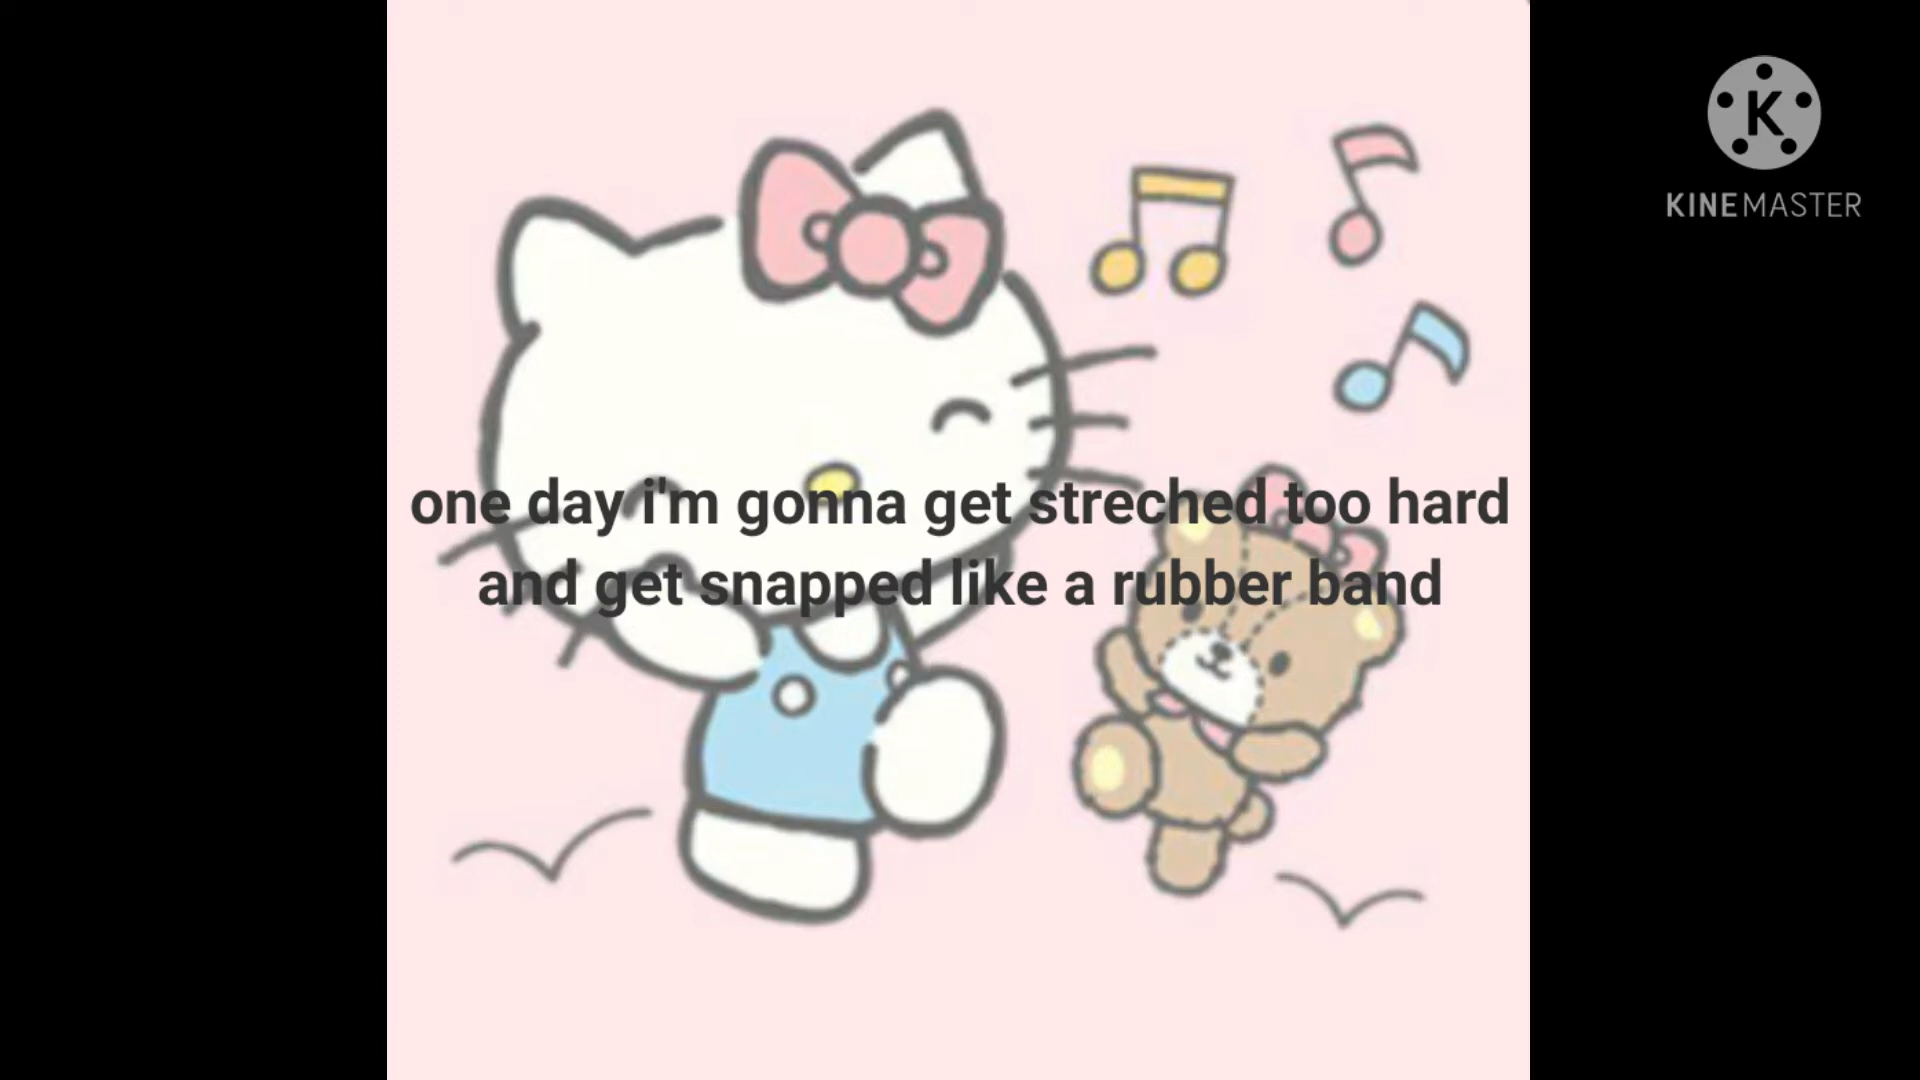 K
KINEMASTER
one day i'm gonna get streched too hard
and get snapped like a rubber band